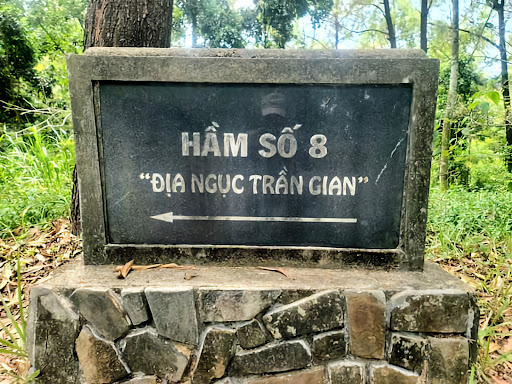 HẦM SỐ 8
“ĐỊA NGỤC TRẦN GIAN”